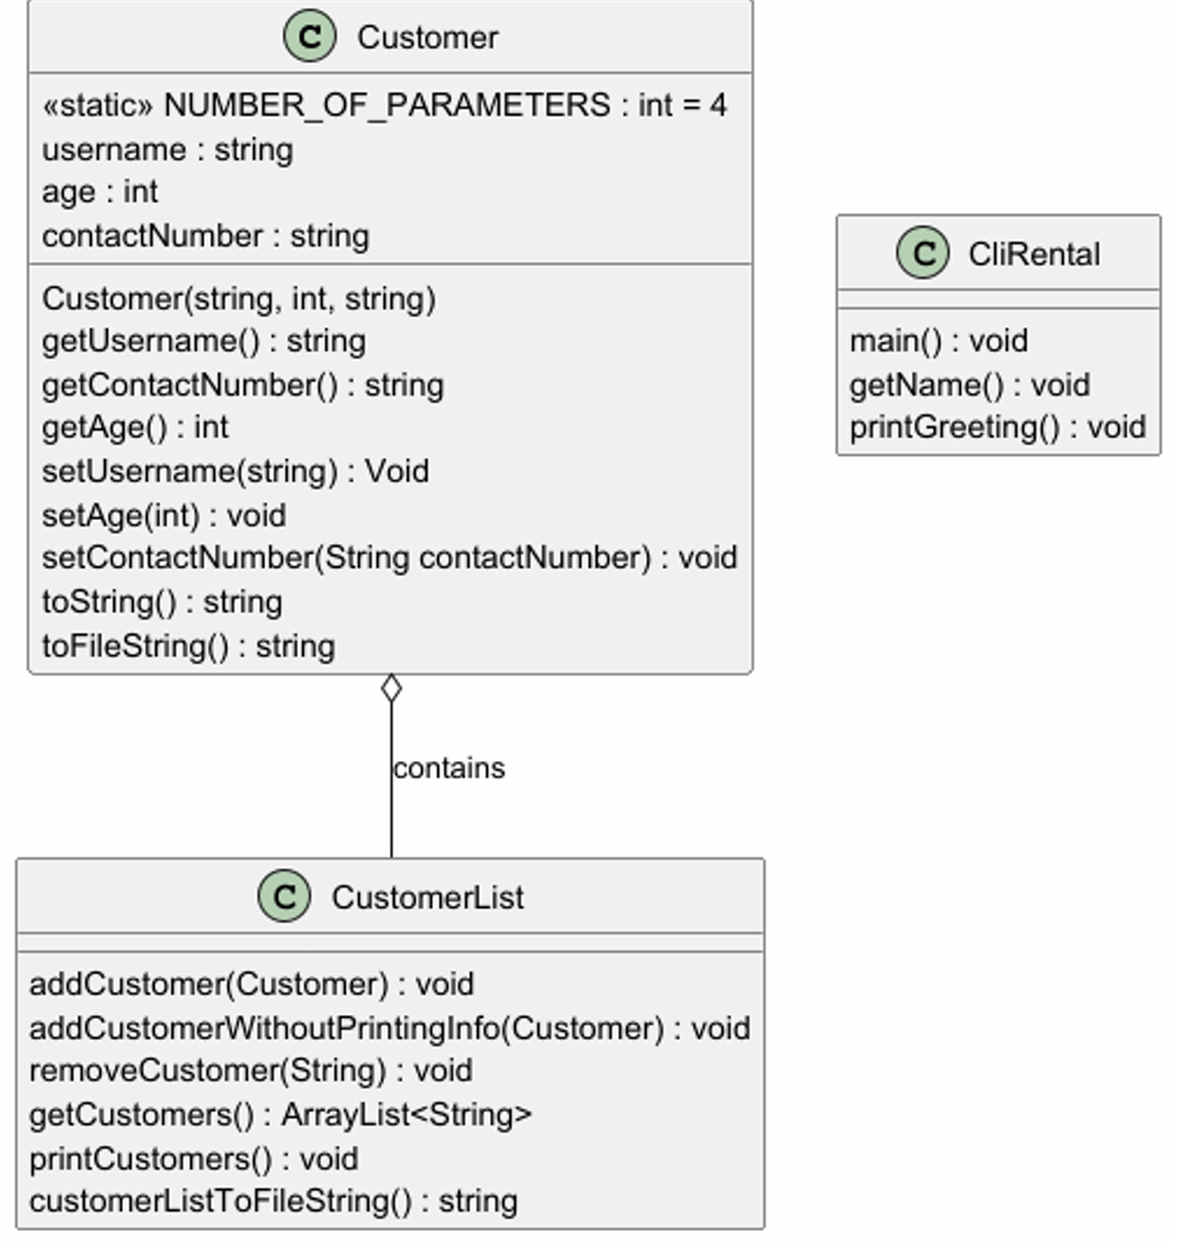 C Customer
«static» NUMBER_OF_PARAMETERS : int = 4
username : string
age : int
contactNumber : string
Customer(string, int, string)
getUsername() : string
getContactNumber() : string
getAge() : int
setUsername(string) : Void
setAge(int) : void
setContactNumber(String contactNumber) : void
toString() : string
toFileString() : string
C CliRental
main() : void
getName() : void
printGreeting() : void
contains
C CustomerList
addCustomer(Customer) : void
addCustomerWithoutPrintingInfo(Customer) : void
removeCustomer(String) : void
getCustomers() : ArrayList<String>
printCustomers() : void
customerListToFileString() : string